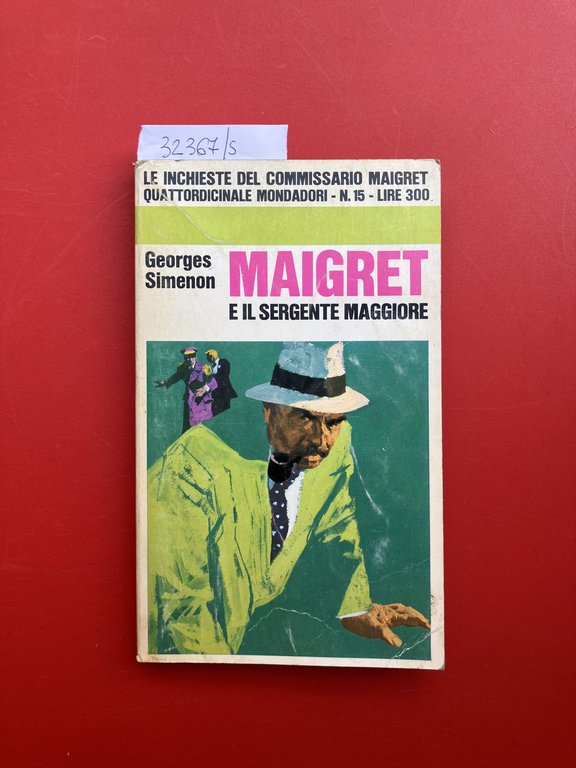 32367/s
LE INCHIESTE DEL COMMISSARIO MAIGRET
QUATTORDICINALE MONDADORI - N. 15 - LIRE 300
Georges
Simenon
MAIGRET
E IL SERGENTE MAGGIORE